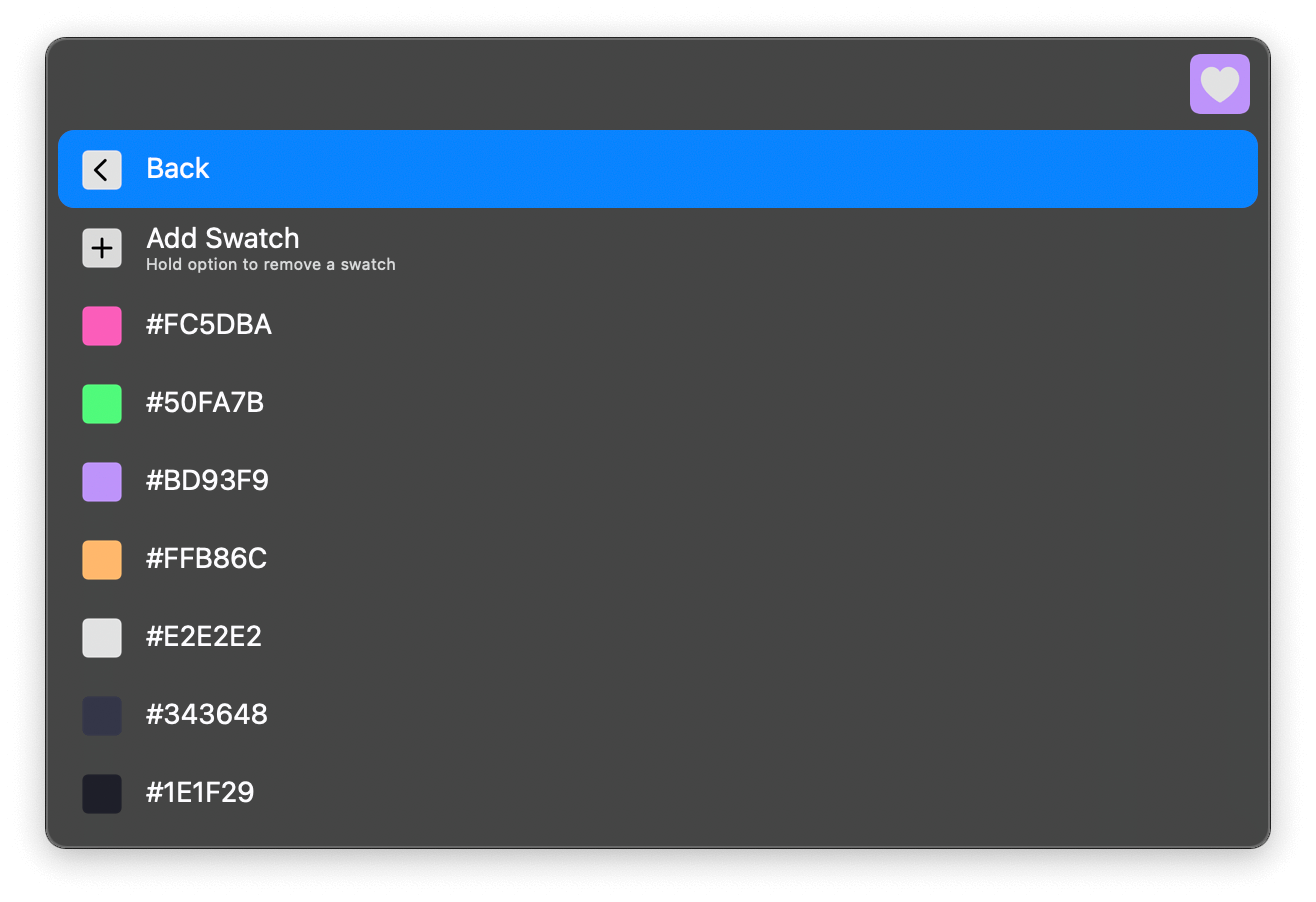 Back
Add Swatch
Hold option to remove a swatch
#FC5DBA
#50FA7B
#BD93F9
#FFB86C
#E2E2E2
#343648
#1E1F29